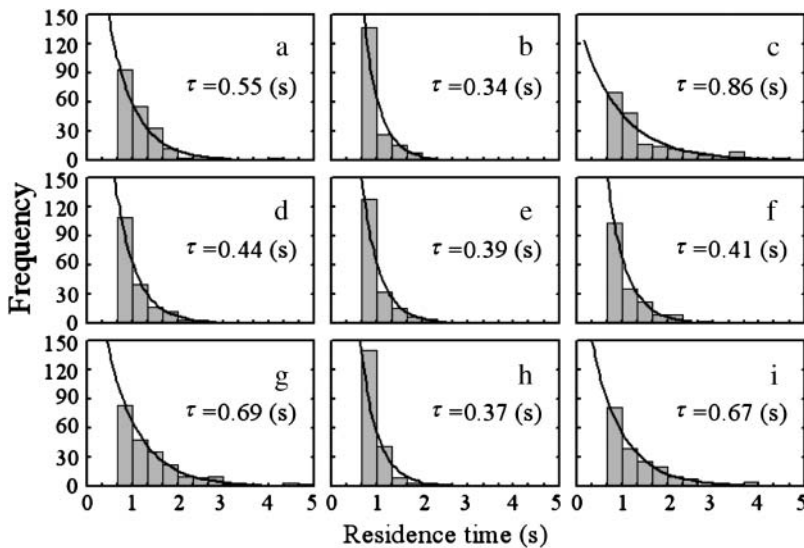 150
120
90
60
30
0
a
τ =0.55 (s)
b
τ =0.34 (s)
c
τ =0.86 (s)
150
120
90
60
30
0
d
τ =0.44 (s)
e
τ =0.39 (s)
f
τ =0.41 (s)
Frequency
150
120
90
60
30
0
g
τ =0.69 (s)
h
τ =0.37 (s)
i
τ =0.67 (s)
0 1 2 3 4 5 0 1 2 3 4 5 0 1 2 3 4 5
Residence time (s)